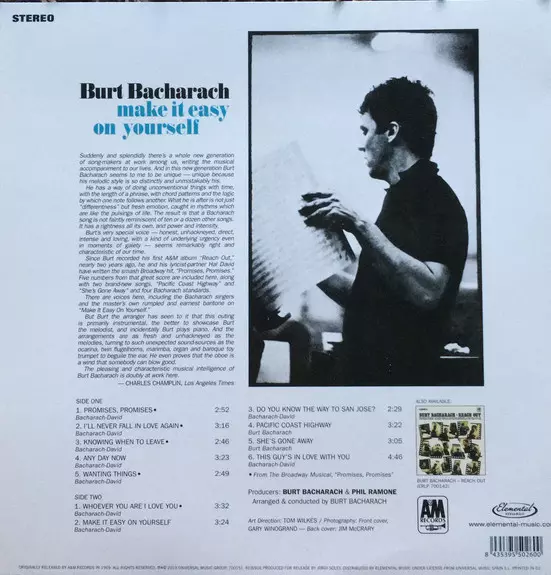 STEREO
Burt Bacharach
make it easy
on yourself
Suddenly and splendidly there's a whole new generation
of song-makers at work among us, writing the musical
accompaniment to our lives. And in this new generation Burt
Bacharach seems to me to be unique — unique because
his melodic style is so distinctly and unmistakably his.
He has a way of doing unconventional things with time,
with the length of a phrase, with chord patterns and the logic
by which one note follows another. What he is after is not just
"differentness" but fresh emotion, caught in rhythms which
are like the pulsings of life. The result is that a Bacharach
song is not faintly reminiscent of ten or a dozen other songs.
It has a rightness all its own, and power and intensity.
Burt's very special voice — honest, unhackneyed, direct,
intense and loving, with a kind of underlying urgency even
in moments of gaiety — seems remarkably right and
characteristic of our time.
Since Burt recorded his first A&M album "Reach Out,"
nearly two years ago, he and his lyricist-partner Hal David
have written the smash Broadway hit, "Promises, Promises."
Five numbers from that great score are included here, along
with two brand-new songs, "Pacific Coast Highway" and
"She's Gone Away" and four Bacharach standards.
There are voices here, including the Bacharach singers
and the master's own rumpled and earnest baritone on
"Make It Easy On Yourself."
But Burt the arranger has seen to it that this outing
is primarily instrumental, the better to showcase Burt
the melodist, and incidentally Burt plays piano. And the
arrangements are as fresh and unhackneyed as the
melodies, turning to such unexpected sound-sources as the
ocarina, twin flugelhorns, marimba, organ and baroque toy
trumpet to beguile the ear. He even proves that the oboe is a
wind that somebody can blow good.
The pleasing and characteristic musical intelligence of
Burt Bacharach is doubly at work here.
— CHARLES CHAMPLIN, Los Angeles Times
SIDE ONE
1. PROMISES, PROMISES• 2:52
Bacharach-David
2. I'LL NEVER FALL IN LOVE AGAIN• 3:16
Bacharach-David
3. KNOWING WHEN TO LEAVE• 2:46
Bacharach-David
4. ANY DAY NOW 3:23
Bacharach-David
5. WANTING THINGS• 2:49
Bacharach-David
SIDE TWO
1. WHOEVER YOU ARE I LOVE YOU• 3:32
Bacharach-David
2. MAKE IT EASY ON YOURSELF 3:24
Bacharach-David
3. DO YOU KNOW THE WAY TO SAN JOSE? 2:29
Bacharach-David
4. PACIFIC COAST HIGHWAY 3:22
Burt Bacharach
5. SHE'S GONE AWAY 3:05
Burt Bacharach
6. THIS GUY'S IN LOVE WITH YOU 4:46
Bacharach-David
• From The Broadway Musical, "Promises, Promises"
Producers: BURT BACHARACH & PHIL RAMONE
Arranged & conducted by BURT BACHARACH
Art Direction: TOM WILKES / Photography: Front cover,
GARY WINOGRAND — Back cover: JIM McCRARY
ALSO AVAILABLE:
BURT BACHARACH · REACH OUT
BURT BACHARACH – REACH OUT
A&M
RECORDS
Elemental
www.elemental-music.com
8 435395 502600